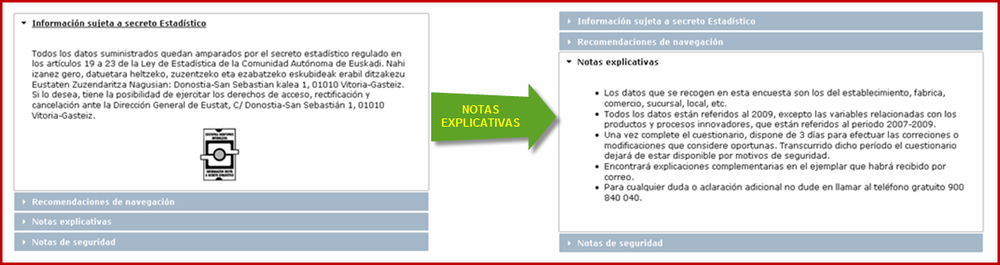 Información sujeta a secreto Estadístico
Todos los datos suministrados quedan amparados por el secreto estadístico regulado en
los artículos 19 a 23 de la Ley de Estadística de la Comunidad Autónoma de Euskadi. Nahi
izanez gero, datuetara heltzeko, zuzentzeko eta ezabatzeko eskubideak erabil ditzakezu
Eustaten Zuzendaritza Nagusian: Donostia-San Sebastian kalea 1, 01010 Vitoria-Gasteiz.
Si lo desea, tiene la posibilidad de ejercitar los derechos de acceso, rectificación y
cancelación ante la Dirección General de Eustat, C/ Donostia-San Sebastián 1, 01010
Vitoria-Gasteiz.
INFORMACION SUJETA
A SECRETO ESTADISTICO
Recomendaciones de navegación
Notas explicativas
Notas de seguridad
NOTAS
EXPLICATIVAS
Información sujeta a secreto Estadístico
Recomendaciones de navegación
Notas explicativas
Los datos que se recogen en esta encuesta son los del establecimiento, fabrica,
comercio, sucursal, local, etc.
Todos los datos están referidos al 2009, excepto las variables relacionadas con los
productos y procesos innovadores, que están referidos al periodo 2007-2009.
Una vez complete el cuestionario, dispone de 3 días para efectuar las correciones o
modificaciones que considere oportunas. Transcurrido dicho período el cuestionario
dejará de estar disponible por motivos de seguridad.
Encontrará explicaciones complementarias en el ejemplar que habrá recibido por
correo.
Para cualquier duda o aclaración adicional no dude en llamar al teléfono gratuito 900
840 040.
Notas de seguridad